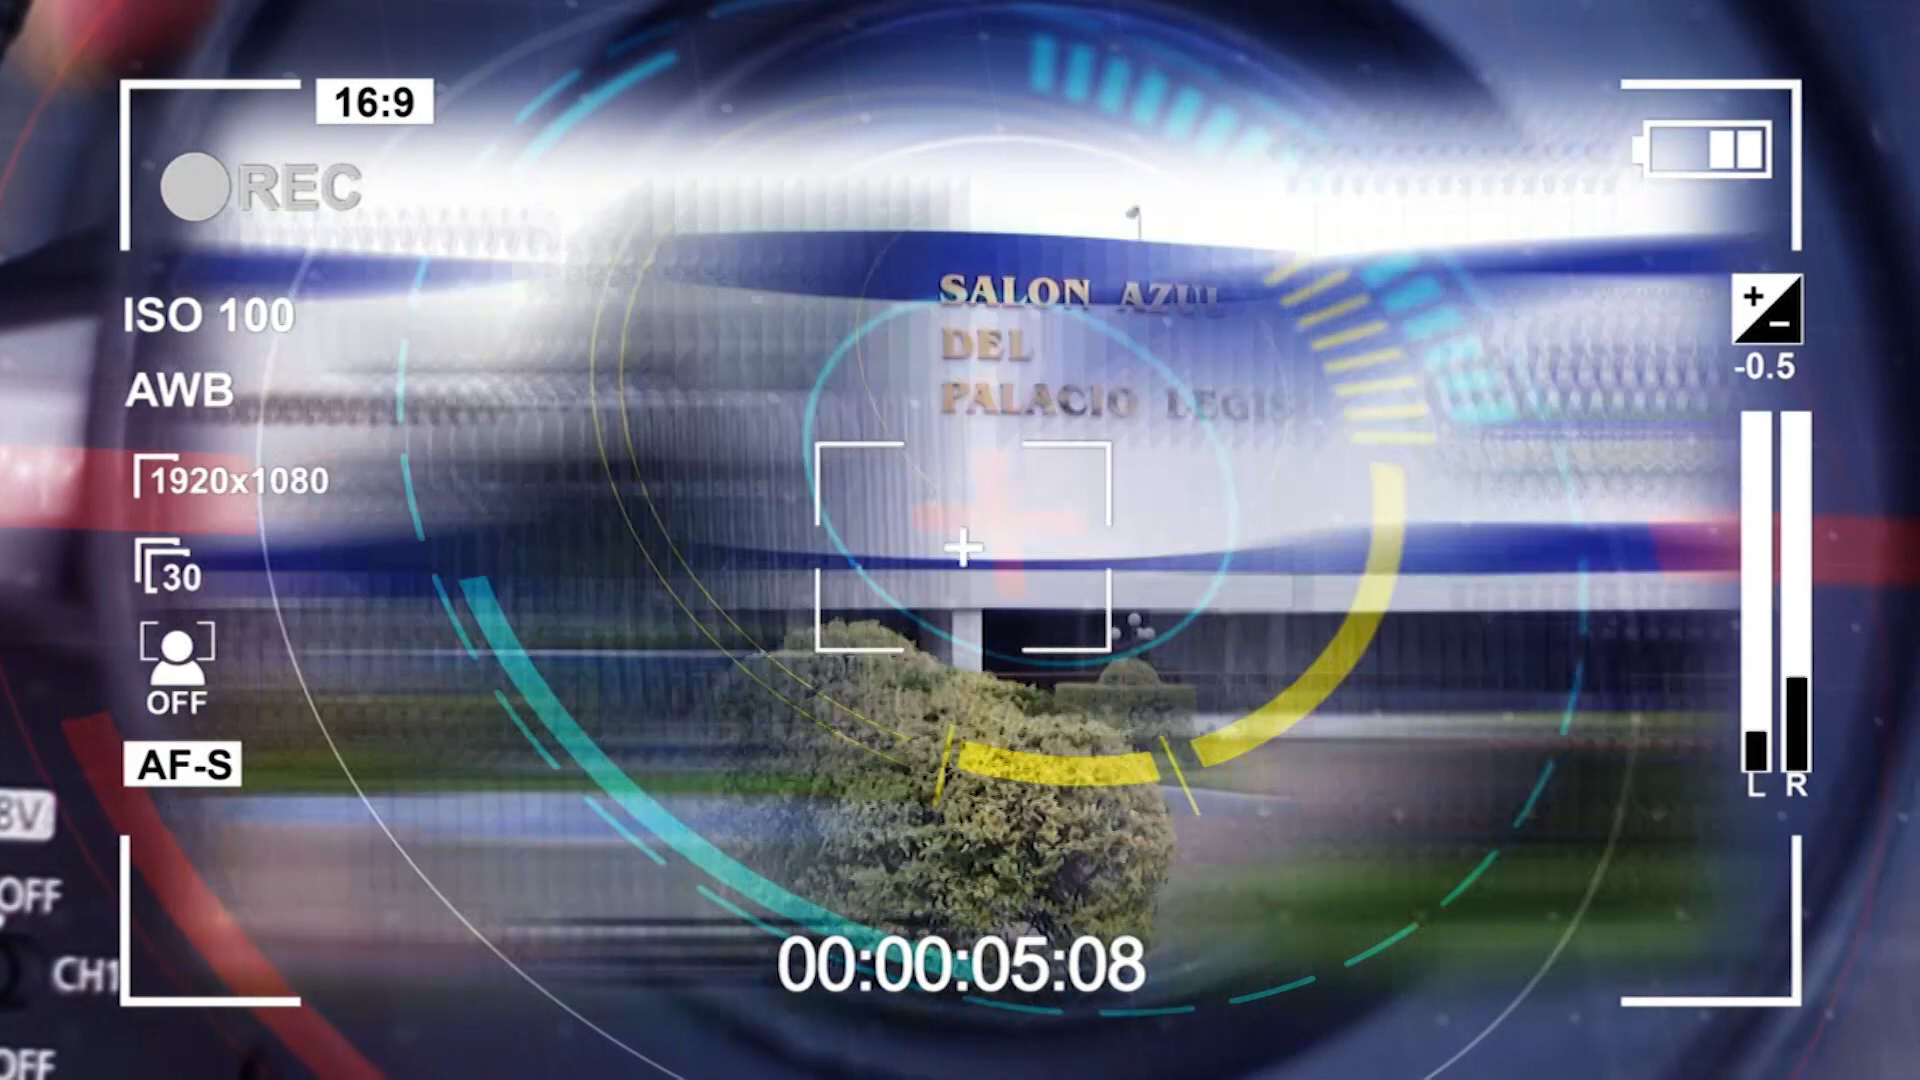 16:9
REC
ISO 100
AWB
1920x1080
30
OFF
AF-S
SALON AZUL
DEL
PALACIO
-0.5
L R
OFF
CH1
OFF
00:00:05:08